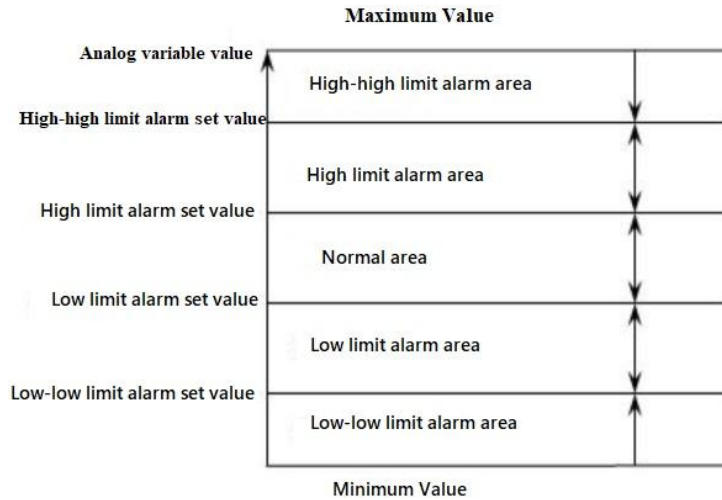 Maximum Value
Analog variable value
High-high limit alarm area
High-high limit alarm set value
High limit alarm area
High limit alarm set value
Normal area
Low limit alarm set value
Low limit alarm area
Low-low limit alarm set value
Low-low limit alarm area
Minimum Value